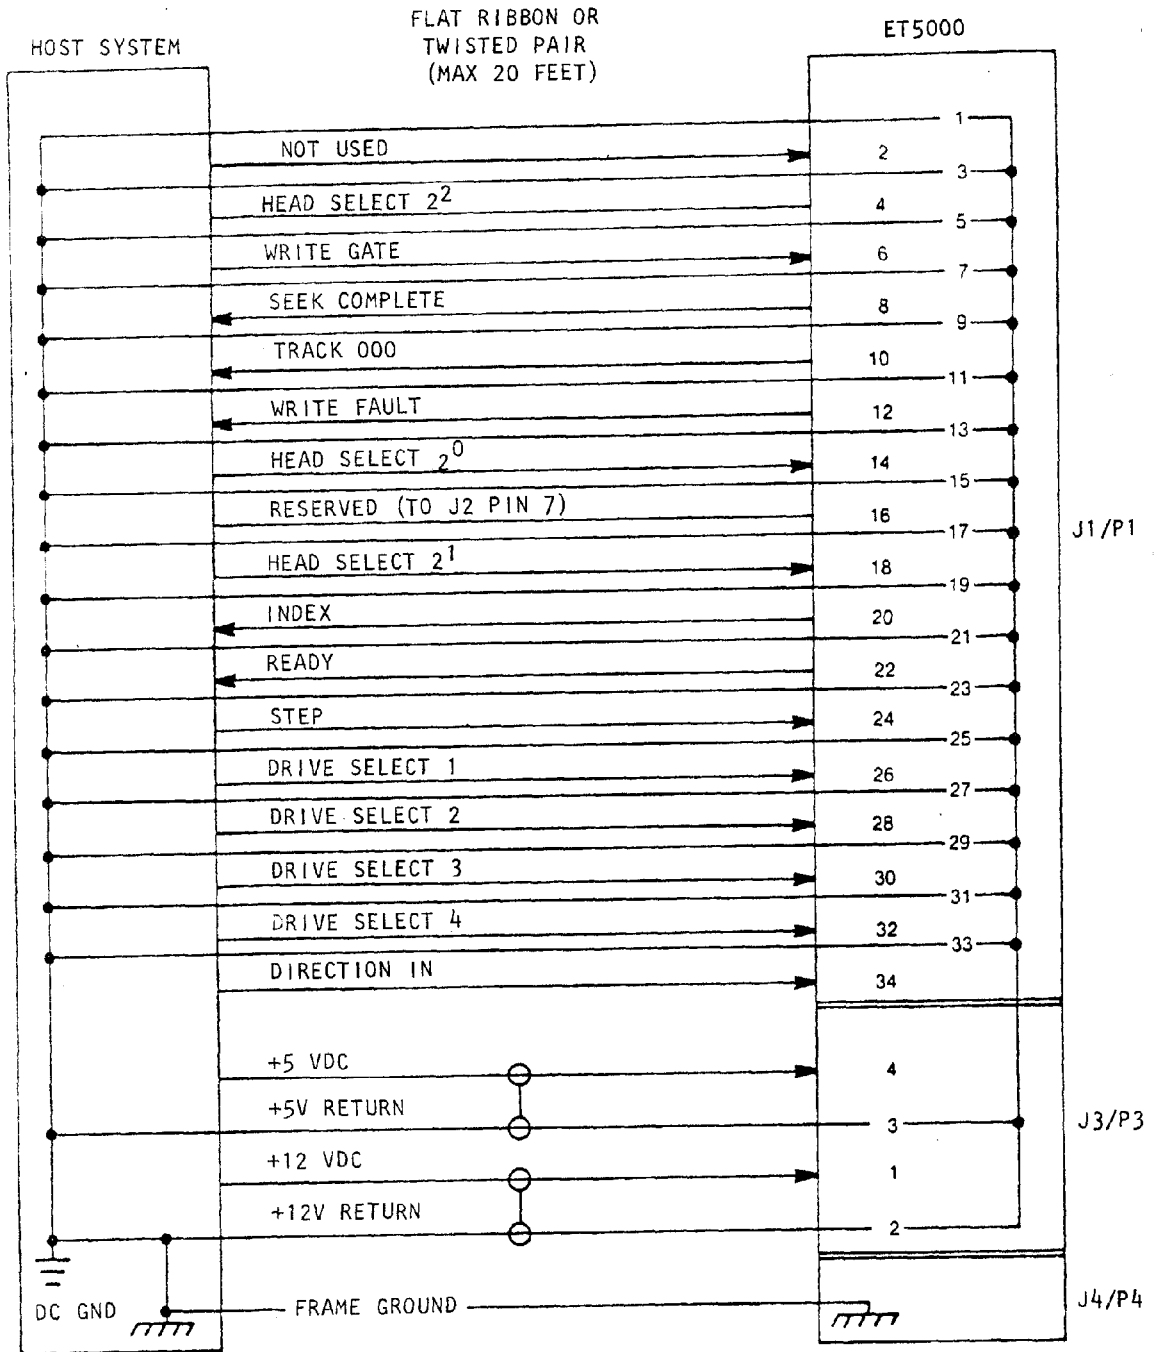 FLAT RIBBON OR
TWISTED PAIR
(MAX 20 FEET)
HOST SYSTEM
ET5000
1
NOT USED 2
3
HEAD SELECT 2² 4
5
WRITE GATE 6
7
SEEK COMPLETE 8
9
TRACK 000 10
11
WRITE FAULT 12
13
HEAD SELECT 2⁰ 14
15
RESERVED (TO J2 PIN 7) 16
17
J1/P1
HEAD SELECT 2¹ 18
19
INDEX 20
21
READY 22
23
STEP 24
25
DRIVE SELECT 1 26
27
DRIVE SELECT 2 28
29
DRIVE SELECT 3 30
31
DRIVE SELECT 4 32
33
DIRECTION IN 34
+5 VDC 4
+5V RETURN 3
J3/P3
+12 VDC 1
+12V RETURN 2
DC GND
FRAME GROUND
J4/P4